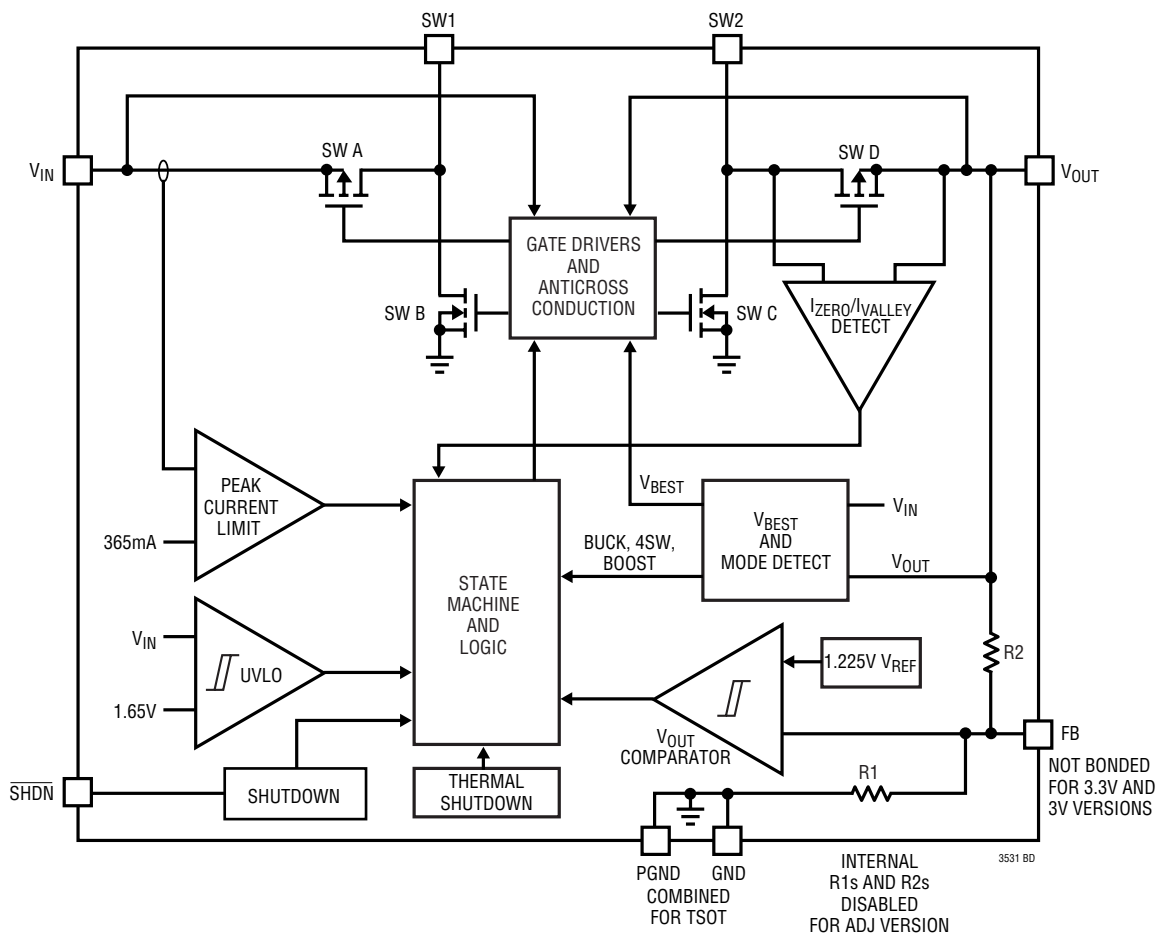 SW1
SW2
SW A
SW D
VIN
VOUT
GATE DRIVERS
AND
ANTICROSS
CONDUCTION
SW B
SW C
IZERO/IVALLEY
DETECT
PEAK
CURRENT
LIMIT
365mA
VBEST
VBEST
AND
MODE DETECT
VIN
VOUT
BUCK, 4SW,
BOOST
STATE
MACHINE
AND
LOGIC
VIN
UVLO
1.65V
1.225V VREF
R2
VOUT
COMPARATOR
FB
NOT BONDED
FOR 3.3V AND
3V VERSIONS
SHDN
SHUTDOWN
THERMAL
SHUTDOWN
R1
PGND
GND
COMBINED
FOR TSOT
INTERNAL
R1s AND R2s
DISABLED
FOR ADJ VERSION
3531 BD